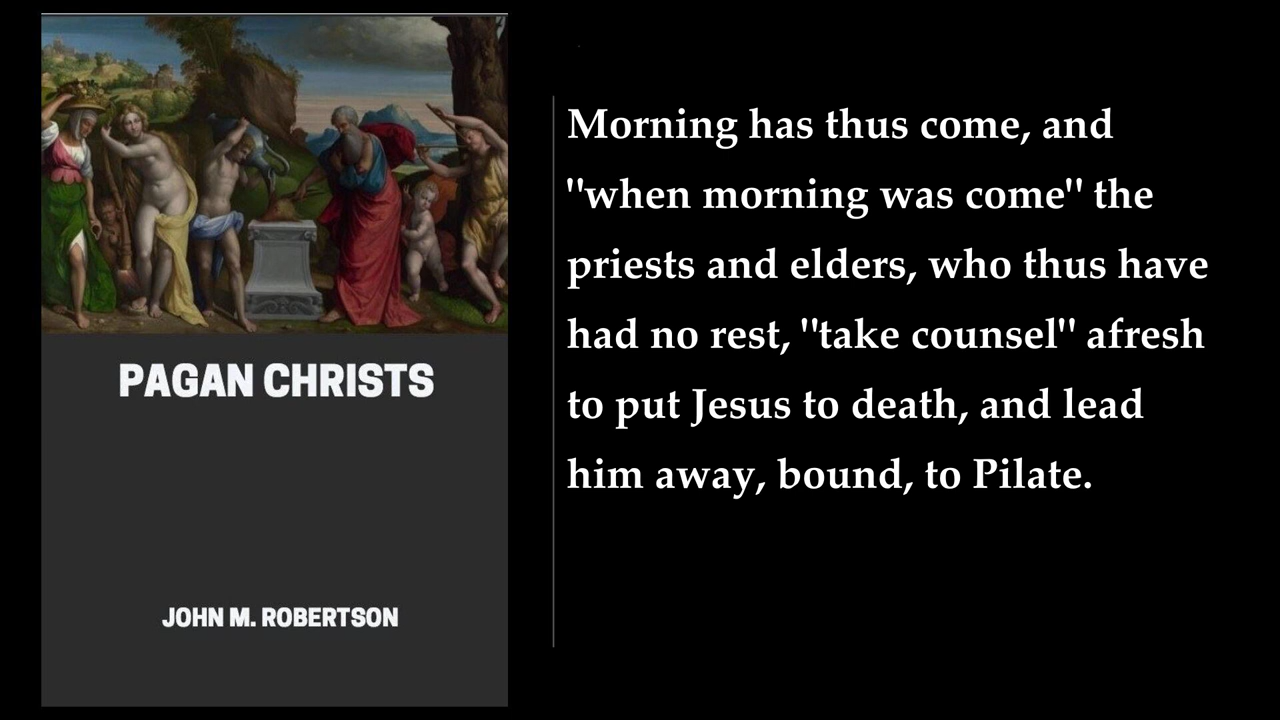 PAGAN CHRISTS
JOHN M. ROBERTSON
Morning has thus come, and
"when morning was come" the
priests and elders, who thus have
had no rest, "take counsel" afresh
to put Jesus to death, and lead
him away, bound, to Pilate.